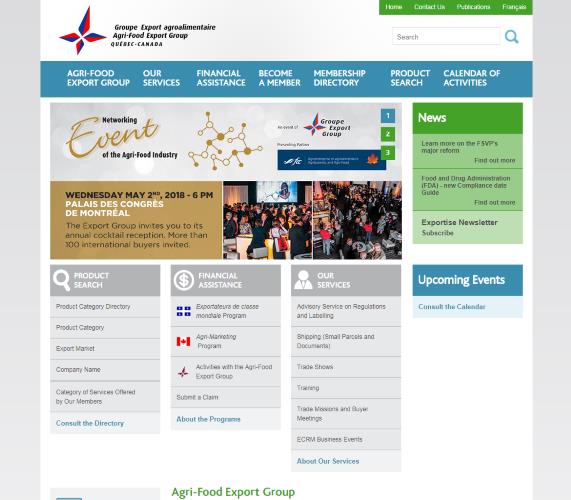 Home
Contact Us
Publications
Français
Groupe Export agroalimentaire
Agri-Food Export Group
QUÉBEC-CANADA
Search
AGRI-FOOD
EXPORT GROUP
OUR
SERVICES
FINANCIAL
ASSISTANCE
BECOME
A MEMBER
MEMBERSHIP
DIRECTORY
PRODUCT
SEARCH
CALENDAR OF
ACTIVITIES
Networking
Event
of the Agri-Food Industry
An event of
Groupe
Export
Group
Presenting Partner
1
2
3
WEDNESDAY MAY 2ND, 2018 - 6 PM
PALAIS DES CONGRÈS
DE MONTRÉAL
The Export Group invites you to its
annual cocktail reception. More than
100 international buyers invited.
News
Learn more on the FSVP's
major reform
Find out more
Food and Drug Administration
(FDA) - new Compliance date
Guide
Find out more
Exportise Newsletter
Subscribe
Upcoming Events
Consult the Calendar
PRODUCT
SEARCH
Product Category Directory
Product Category
Export Market
Company Name
Category of Services Offered
by Our Members
Consult the Directory
FINANCIAL
ASSISTANCE
Exportateurs de classe
mondiale Program
Agri-Marketing
Program
Activities with the Agri-Food
Export Group
Submit a Claim
About the Programs
OUR
SERVICES
Advisory Service on Regulations
and Labelling
Shipping (Small Parcels and
Documents)
Trade Shows
Training
Trade Missions and Buyer
Meetings
ECRM Business Events
About Our Services
Agri-Food Export Group